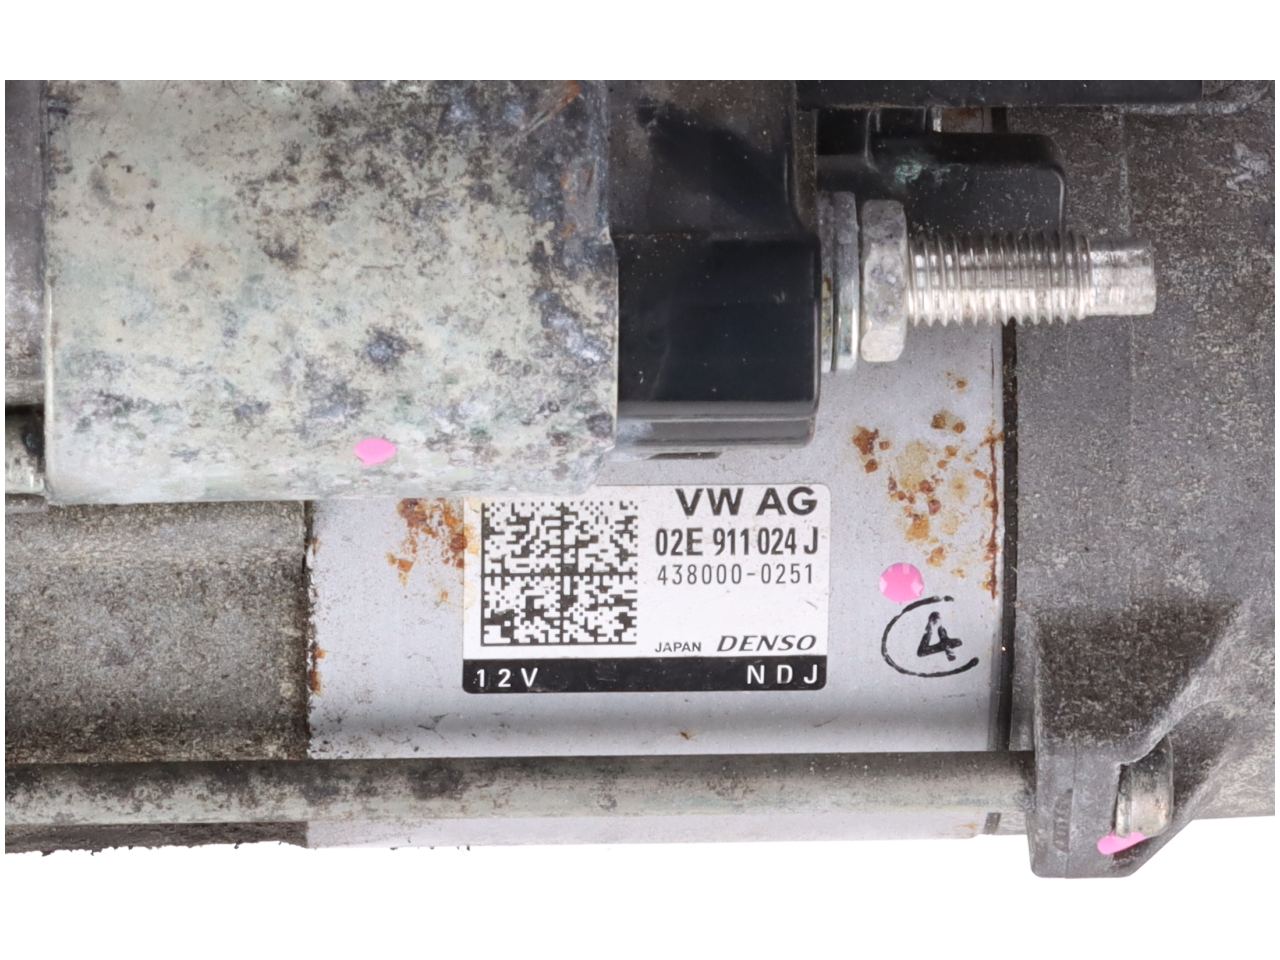 VW AG
02E 911 024 J
438000-0251
JAPAN DENSO
12V NDJ
4